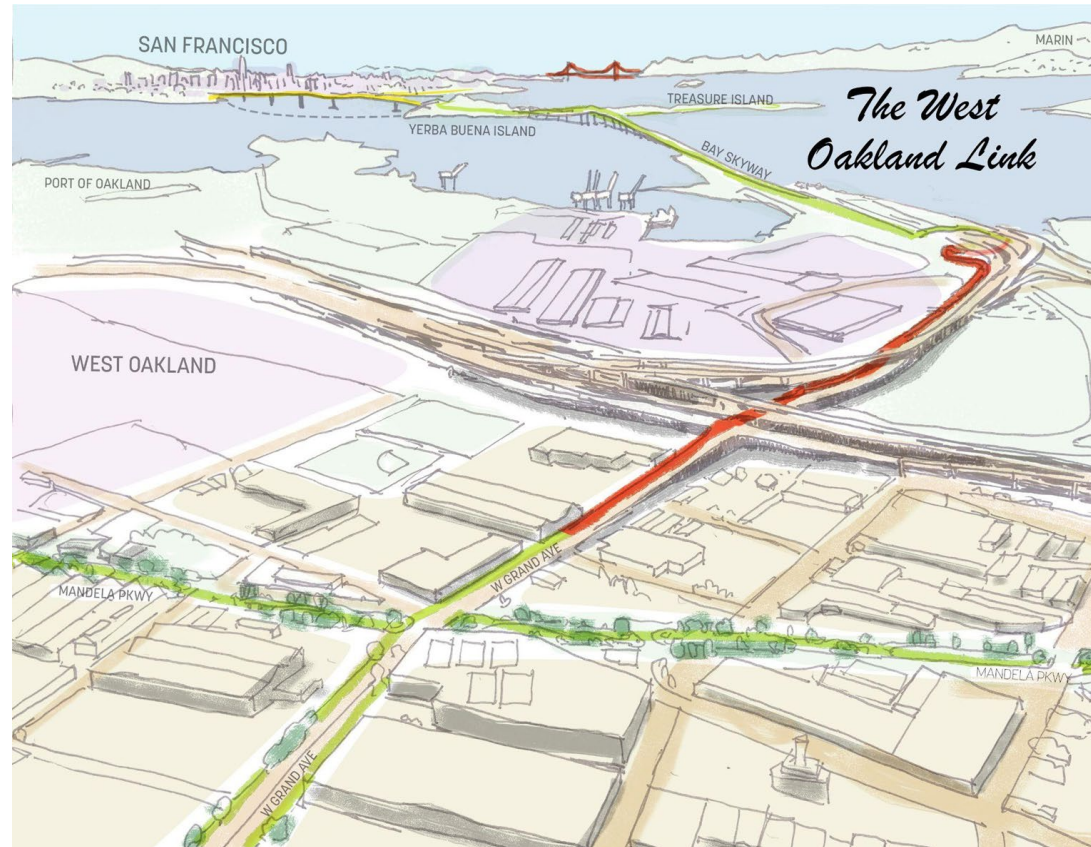 SAN FRANCISCO
MARIN
TREASURE ISLAND
The West
Oakland Link
YERBA BUENA ISLAND
BAY SKYWAY
PORT OF OAKLAND
WEST OAKLAND
W GRAND AVE
MANDELA PKWY
MANDELA PKWY
W GRAND AVE